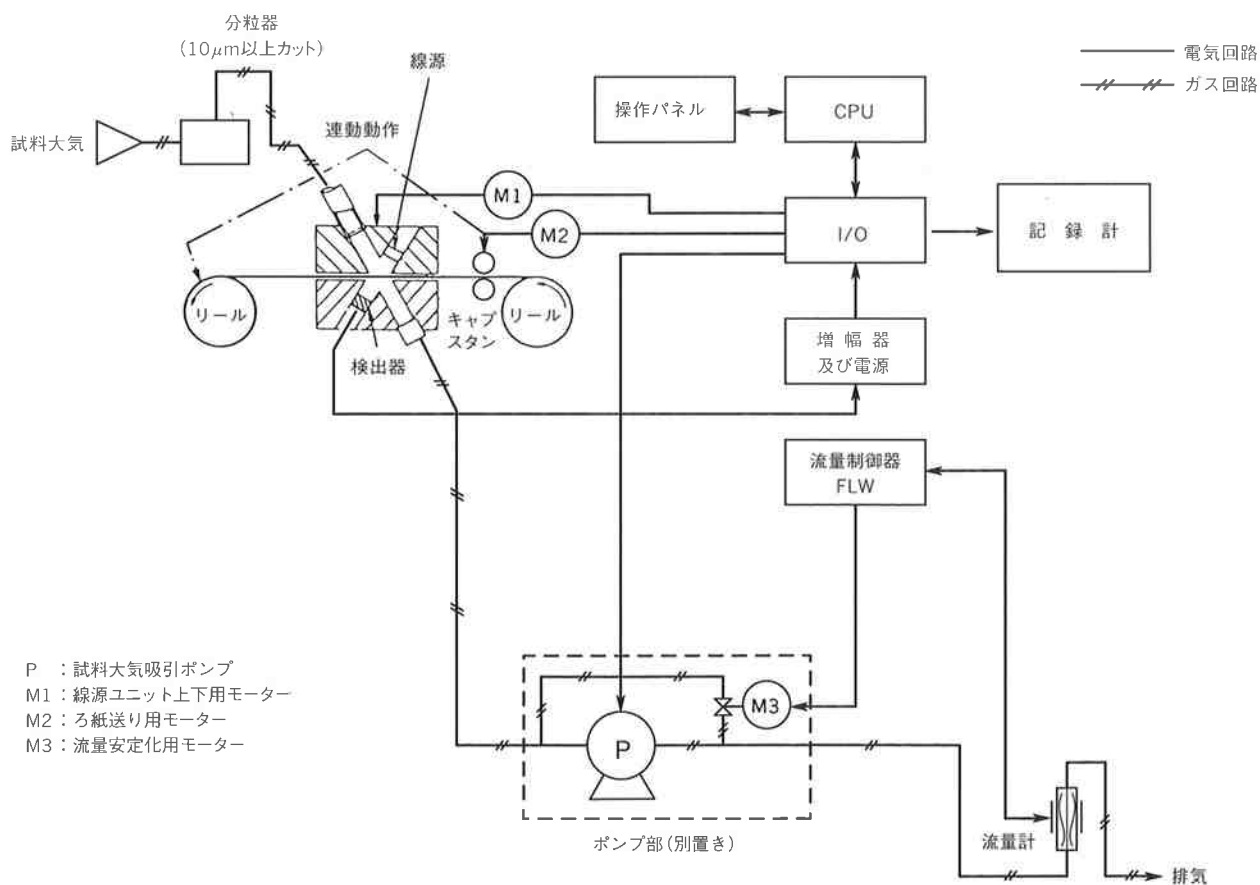 分粒器
(10μm以上カット)
線源
電気回路
ガス回路
試料大気
連動動作
操作パネル
CPU
M1
M2
I/O
記録計
リール
リール
キャプ
スタン
検出器
増幅器
及び電源
流量制御器
FLW
P :試料大気吸引ポンプ
M1:線源ユニット上下用モーター
M2:ろ紙送り用モーター
M3:流量安定化用モーター
M3
P
ポンプ部(別置き)
流量計
排気